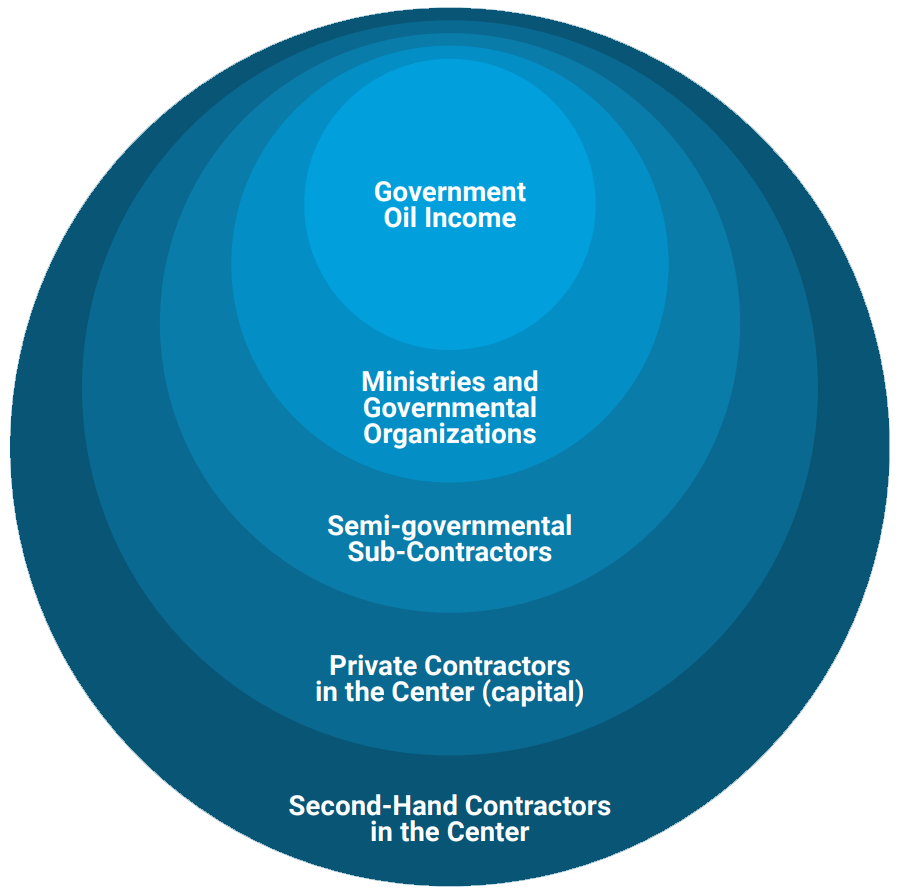 Government
Oil Income
Ministries and
Governmental
Organizations
Semi-governmental
Sub-Contractors
Private Contractors
in the Center (capital)
Second-Hand Contractors
in the Center